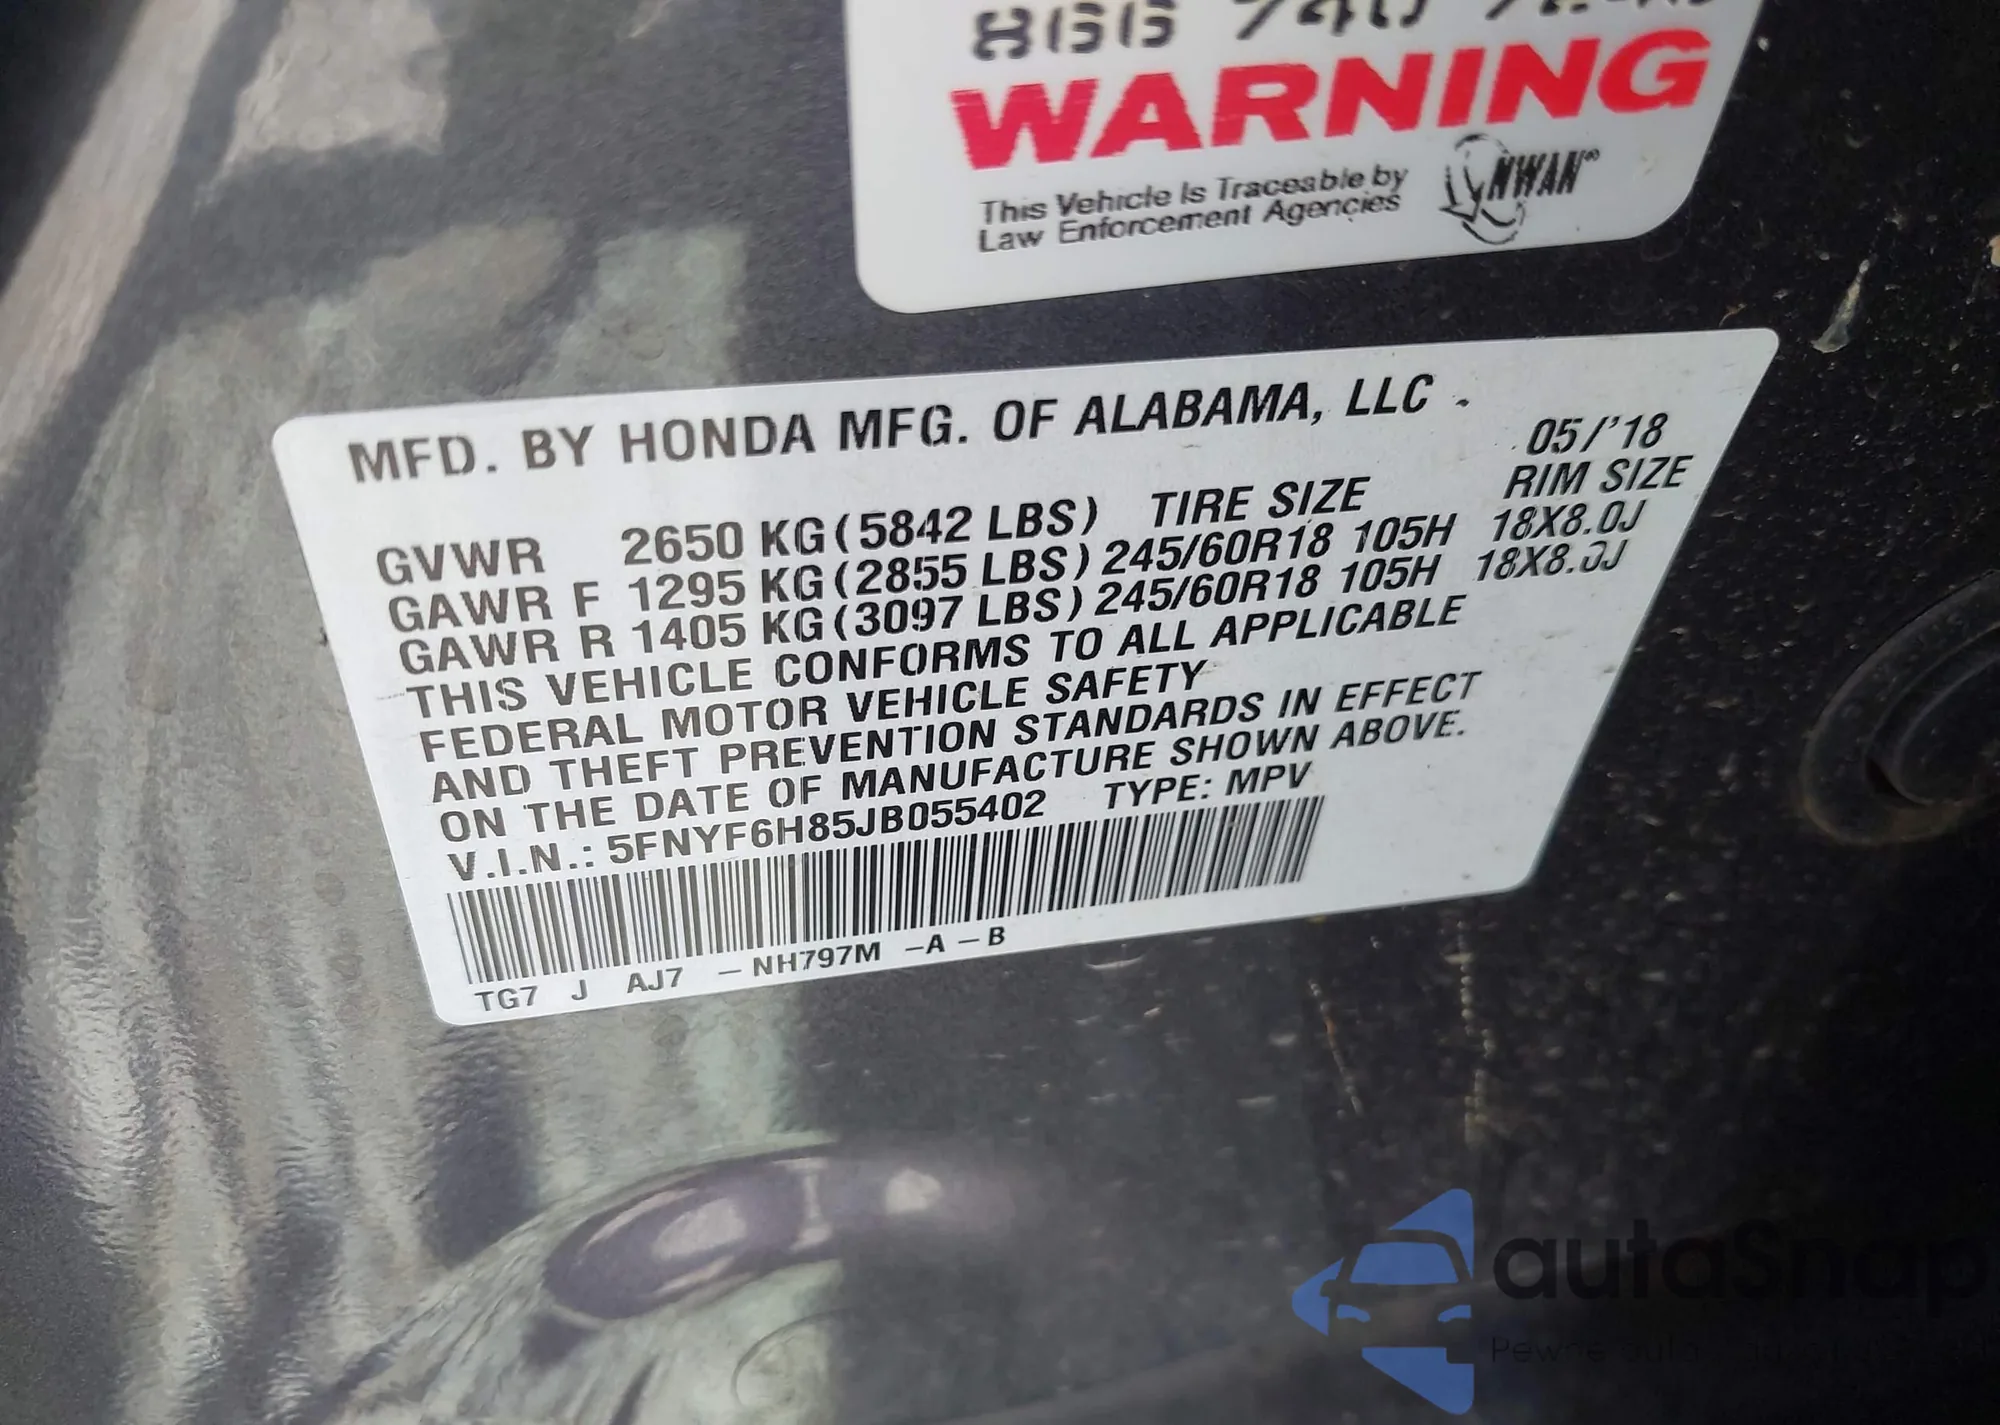 WARNING
This Vehicle Is Traceable by
Law Enforcement Agencies
NWAN®
MFD. BY HONDA MFG. OF ALABAMA, LLC .
05/'18
GVWR 2650 KG(5842 LBS) TIRE SIZE RIM SIZE
GAWR F 1295 KG(2855 LBS) 245/60R18 105H 18X8.0J
GAWR R 1405 KG(3097 LBS) 245/60R18 105H 18X8.0J
THIS VEHICLE CONFORMS TO ALL APPLICABLE
FEDERAL MOTOR VEHICLE SAFETY
AND THEFT PREVENTION STANDARDS IN EFFECT
ON THE DATE OF MANUFACTURE SHOWN ABOVE.
V.I.N.: 5FNYF6H85JB055402 TYPE: MPV
TG7 J AJ7 –NH797M –A –B
autaSnap
Pewne auta